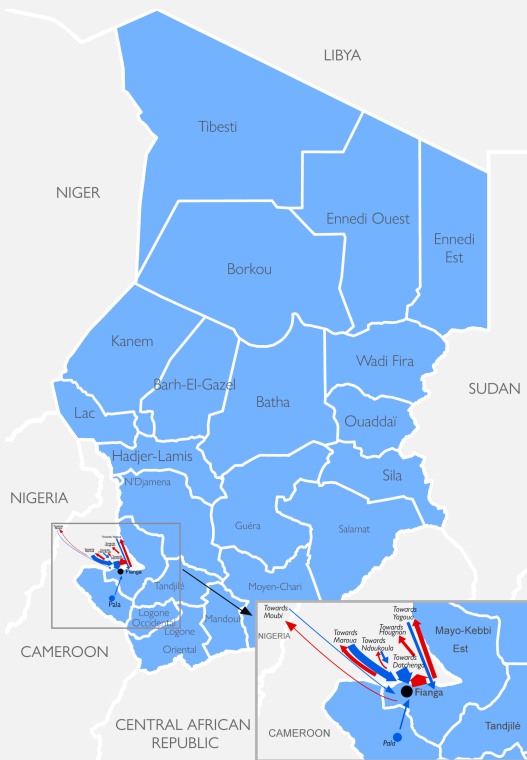 LIBYA
Tibesti
NIGER
Ennedi Ouest
Ennedi
Est
Borkou
Kanem
Wadi Fira
Barh-El-Gazel
SUDAN
Batha
Lac
Ouaddaï
Hadjer-Lamis
Sila
N'Djamena
NIGERIA
Guéra
Salamat
Fianga
Tandjilé
Moyen-Chari
Pala
Logone
Occidental
Mandoul
Logone
Oriental
CAMEROON
CENTRAL AFRICAN
REPUBLIC
Towards
Moubi
Towards
Yagoua
Towards
Hougnon
Towards
Mataua
Towards
Ndoukoula
Towards
Datchenga
NIGERIA
Mayo-Kebbi
Est
Fianga
Tandjilé
CAMEROON
Pala